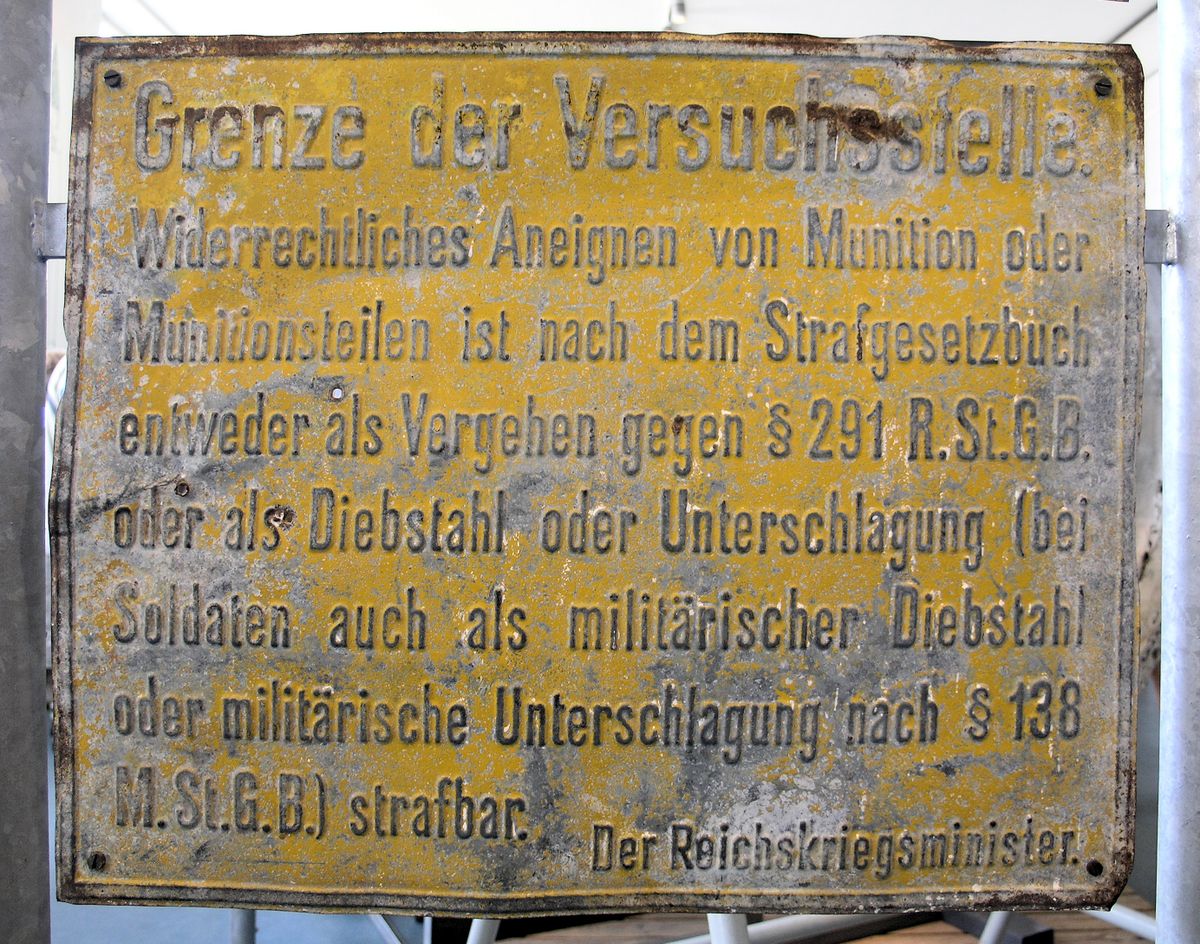 Grenze der Versuchsstelle.
Widerrechtliches Aneignen von Munition oder
Munitionsteilen ist nach dem Strafgesetzbuch
entweder als Vergehen gegen § 291 R.St.G.B.
oder als Diebstahl oder Unterschlagung (bei
Soldaten auch als militärischer Diebstahl
oder militärische Unterschlagung nach § 138
M.St.G.B.) strafbar.
Der Reichskriegsminister.